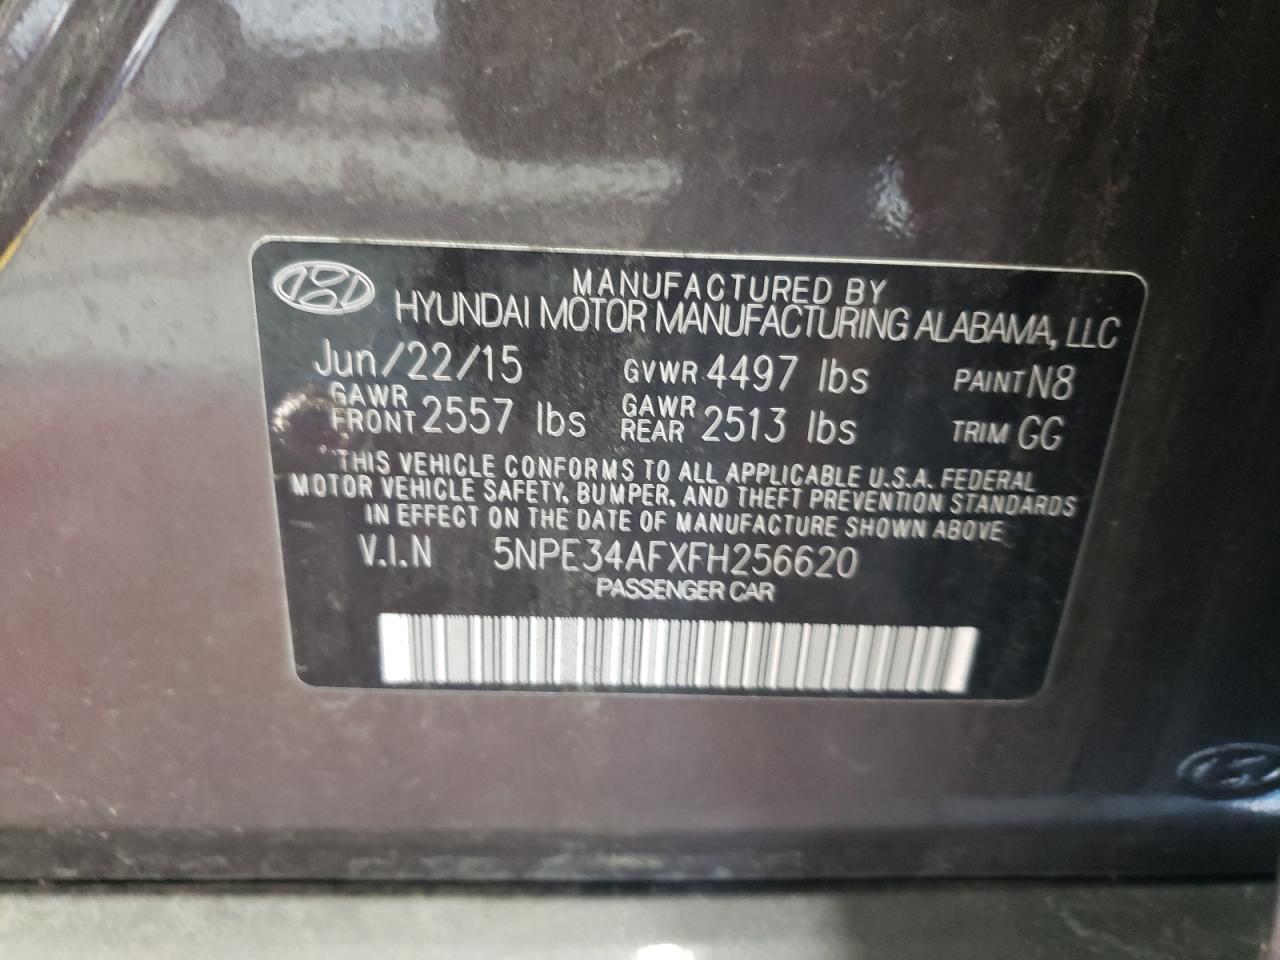 MANUFACTURED BY
HYUNDAI MOTOR MANUFACTURING ALABAMA, LLC
Jun/22/15 GVWR 4497 lbs PAINT N8
GAWR FRONT 2557 lbs GAWR REAR 2513 lbs TRIM GG
THIS VEHICLE CONFORMS TO ALL APPLICABLE U.S.A. FEDERAL
MOTOR VEHICLE SAFETY, BUMPER, AND THEFT PREVENTION STANDARDS
IN EFFECT ON THE DATE OF MANUFACTURE SHOWN ABOVE
V.I.N 5NPE34AFXFH256620
PASSENGER CAR